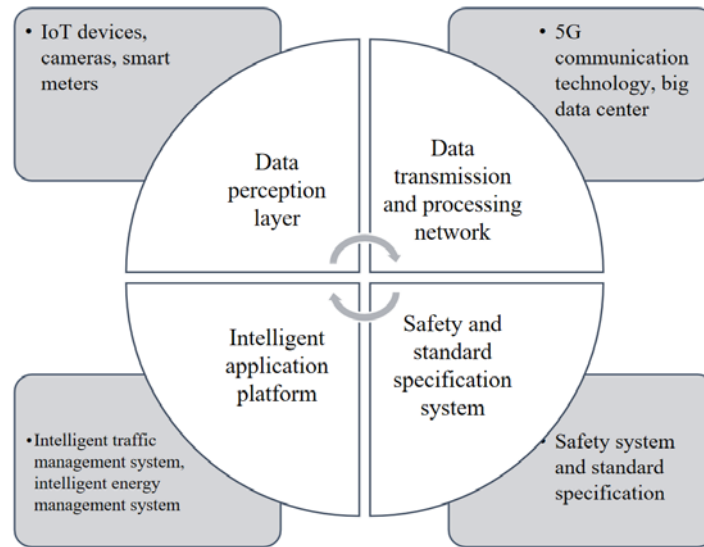 • IoT devices,
cameras, smart
meters
• 5G
communication
technology, big
data center
Data
perception
layer
Data
transmission
and processing
network
Intelligent
application
platform
Safety and
standard
specification
system
•Intelligent traffic
management system,
intelligent energy
management system
• Safety system
and standard
specification